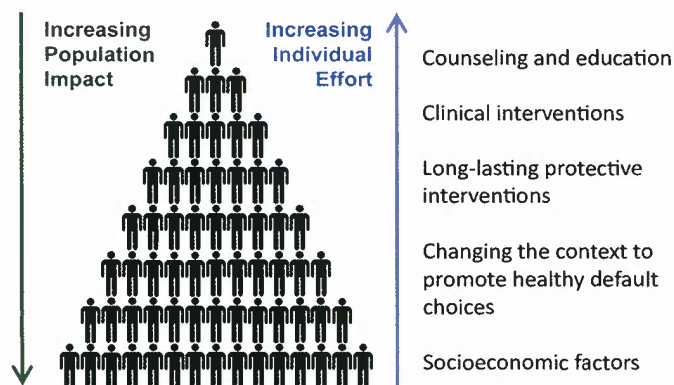 Increasing
Population
Impact
Increasing
Individual
Effort
Counseling and education
Clinical interventions
Long-lasting protective
interventions
Changing the context to
promote healthy default
choices
Socioeconomic factors